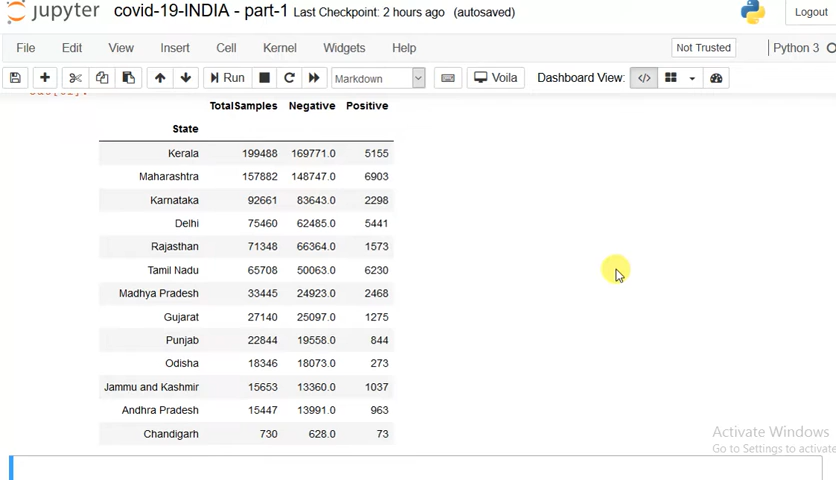 jupyter covid-19-INDIA - part-1 Last Checkpoint: 2 hours ago (autosaved) Logout
File Edit View Insert Cell Kernel Widgets Help Not Trusted Python 3
Run Markdown Voila Dashboard View:
TotalSamples Negative Positive
State
Kerala 199488 169771.0 5155
Maharashtra 157882 148747.0 6903
Karnataka 92661 83643.0 2298
Delhi 75460 62485.0 5441
Rajasthan 71348 66364.0 1573
Tamil Nadu 65708 50063.0 6230
Madhya Pradesh 33445 24923.0 2468
Gujarat 27140 25097.0 1275
Punjab 22844 19558.0 844
Odisha 18346 18073.0 273
Jammu and Kashmir 15653 13360.0 1037
Andhra Pradesh 15447 13991.0 963
Chandigarh 730 628.0 73
Activate Windows
Go to Settings to activate